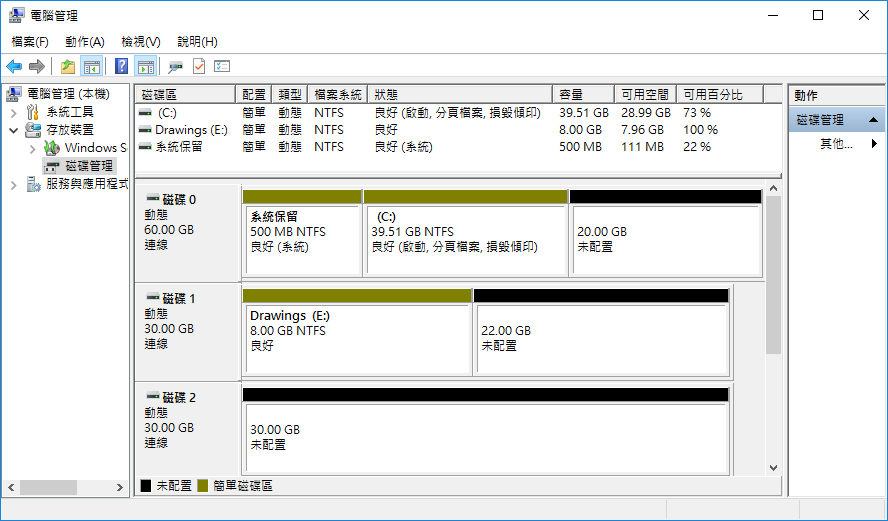 電腦管理
檔案(F) 動作(A) 檢視(V) 說明(H)
電腦管理 (本機)
系統工具
存放裝置
Windows S
磁碟管理
服務與應用程式
磁碟區 配置 類型 檔案系統 狀態 容量 可用空間 可用百分比
(C:) 簡單 動態 NTFS 良好 (啟動, 分頁檔案, 損毀傾印) 39.51 GB 28.99 GB 73 %
Drawings (E:) 簡單 動態 NTFS 良好 8.00 GB 7.96 GB 100 %
系統保留 簡單 動態 NTFS 良好 (系統) 500 MB 111 MB 22 %
磁碟 0
動態
60.00 GB
連線
系統保留
500 MB NTFS
良好 (系統)
(C:)
39.51 GB NTFS
良好 (啟動, 分頁檔案, 損毀傾印)
20.00 GB
未配置
磁碟 1
動態
30.00 GB
連線
Drawings (E:)
8.00 GB NTFS
良好
22.00 GB
未配置
磁碟 2
動態
30.00 GB
連線
30.00 GB
未配置
未配置 簡單磁碟區
動作
磁碟管理
其他...